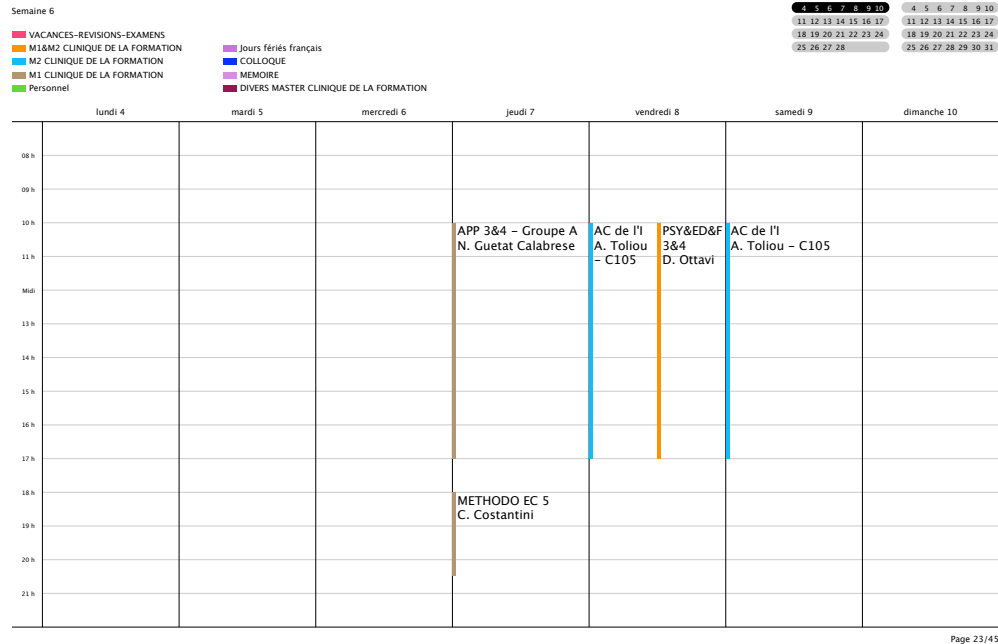 Semaine 6
4 5 6 7 8 9 10
11 12 13 14 15 16 17
18 19 20 21 22 23 24
25 26 27 28
4 5 6 7 8 9 10
11 12 13 14 15 16 17
18 19 20 21 22 23 24
25 26 27 28 29 30 31
VACANCES-REVISIONS-EXAMENS
M1&M2 CLINIQUE DE LA FORMATION
M2 CLINIQUE DE LA FORMATION
M1 CLINIQUE DE LA FORMATION
Personnel
Jours fériés français
COLLOQUE
MEMOIRE
DIVERS MASTER CLINIQUE DE LA FORMATION
lundi 4 mardi 5 mercredi 6 jeudi 7 vendredi 8 samedi 9 dimanche 10
08 h
09 h
10 h
11 h
Midi
13 h
14 h
15 h
16 h
17 h
18 h
19 h
20 h
21 h
APP 3&4 - Groupe A
N. Guetat Calabrese
METHODO EC 5
C. Costantini
AC de l'I
A. Toliou
- C105
PSY&ED&F
3&4
D. Ottavi
AC de l'I
A. Toliou - C105
Page 23/45